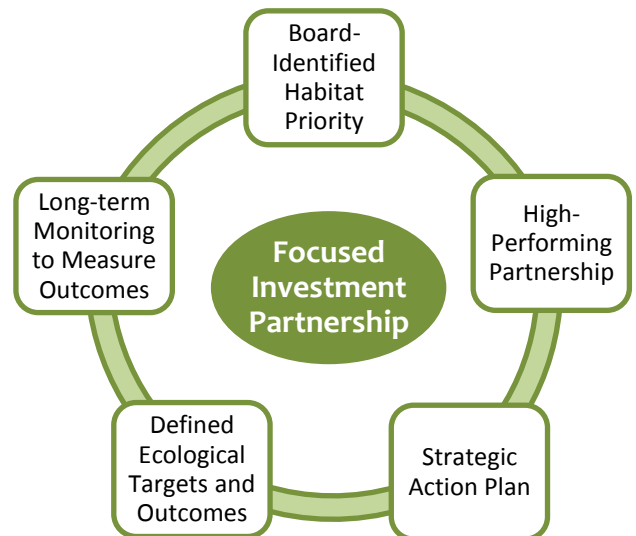 Board-
Identified
Habitat
Priority
High-
Performing
Partnership
Strategic
Action Plan
Defined
Ecological
Targets and
Outcomes
Long-term
Monitoring
to Measure
Outcomes
Focused
Investment
Partnership